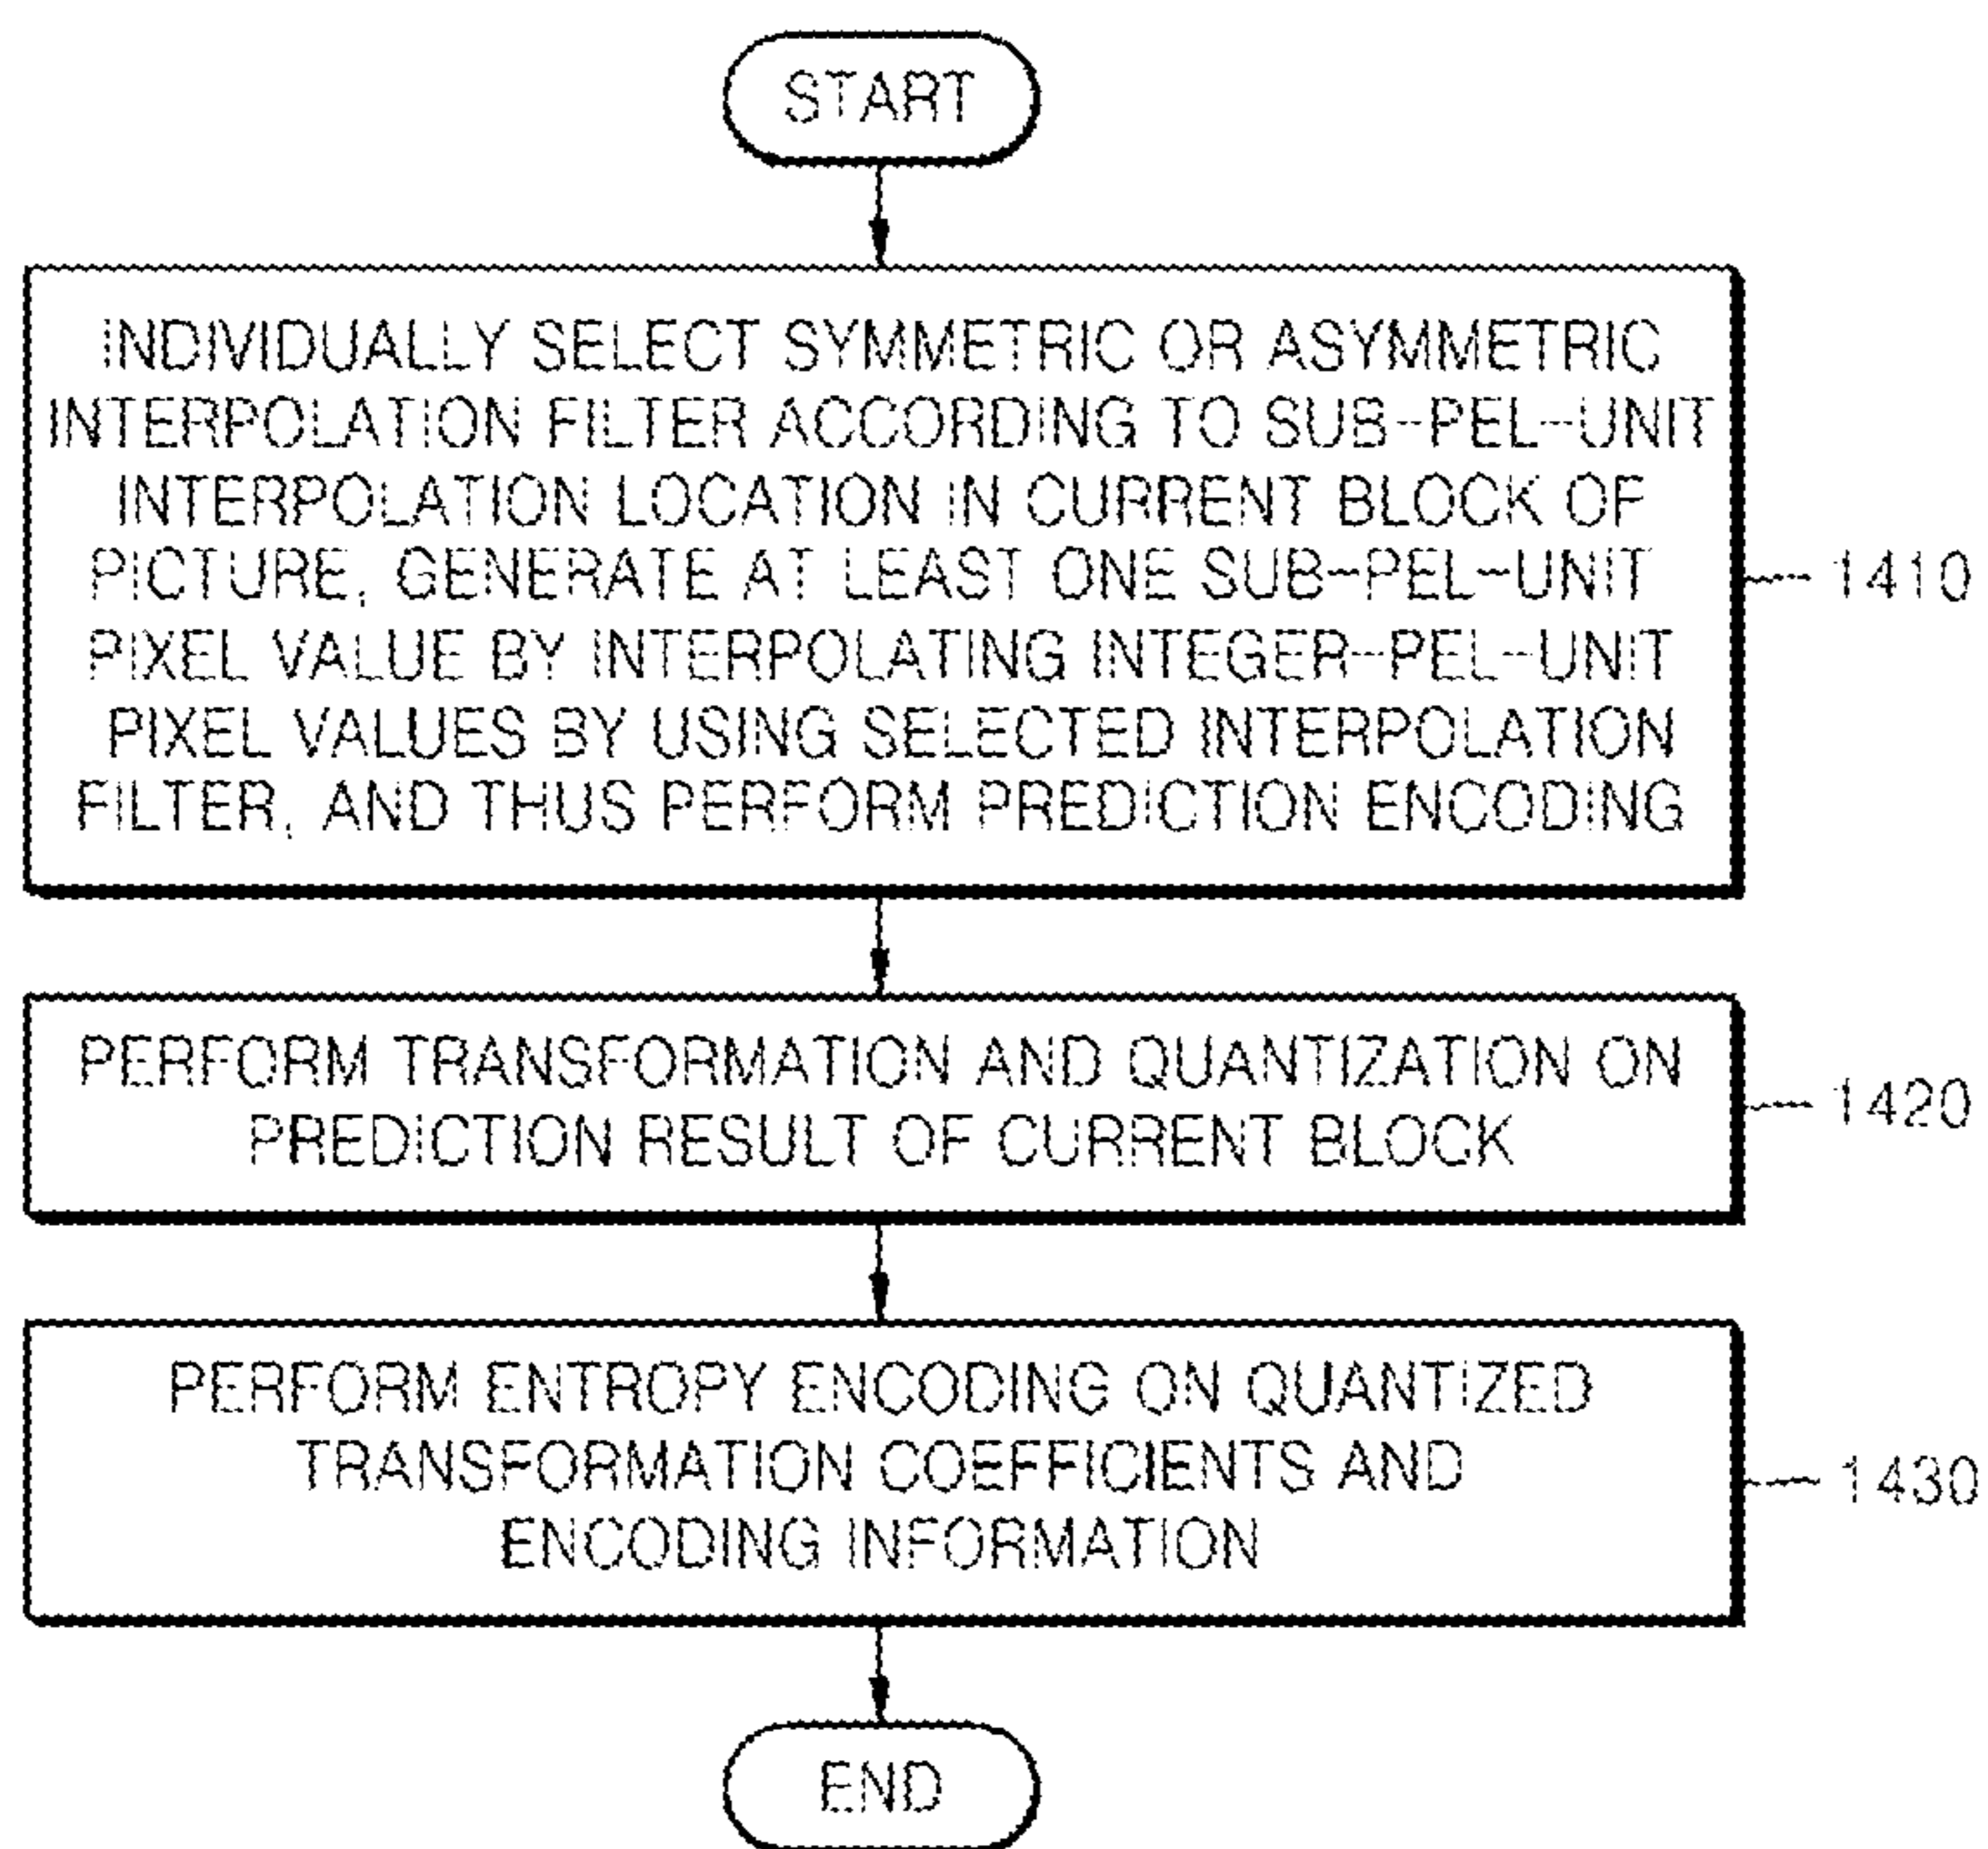 START
INDIVIDUALLY SELECT SYMMETRIC OR ASYMMETRIC
INTERPOLATION FILTER ACCORDING TO SUB-PEL-UNIT
INTERPOLATION LOCATION IN CURRENT BLOCK OF
PICTURE, GENERATE AT LEAST ONE SUB-PEL-UNIT
PIXEL VALUE BY INTERPOLATING INTEGER-PEL-UNIT
PIXEL VALUES BY USING SELECTED INTERPOLATION
FILTER, AND THUS PERFORM PREDICTION ENCODING
1410
PERFORM TRANSFORMATION AND QUANTIZATION ON
PREDICTION RESULT OF CURRENT BLOCK
1420
PERFORM ENTROPY ENCODING ON QUANTIZED
TRANSFORMATION COEFFICIENTS AND
ENCODING INFORMATION
1430
END